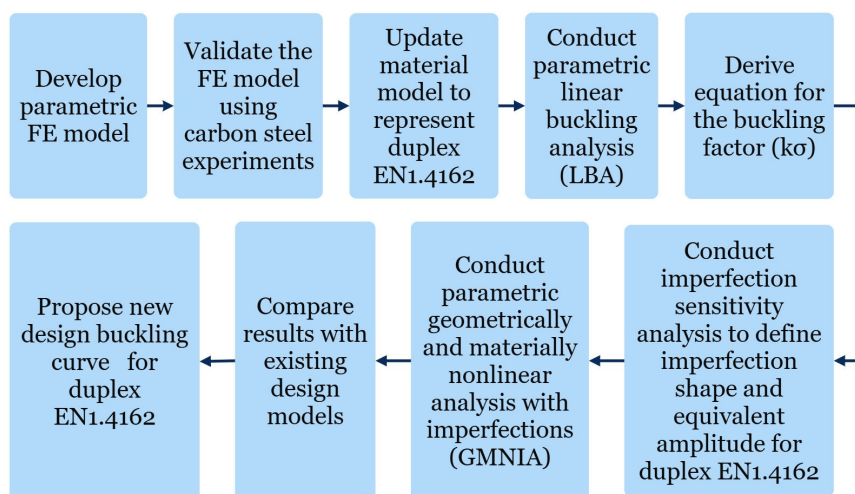 Develop
parametric
FE model
Validate the
FE model
using
carbon steel
experiments
Update
material
model to
represent
duplex
EN1.4162
Conduct
parametric
linear
buckling
analysis
(LBA)
Derive
equation for
the buckling
factor (kσ)
Conduct
imperfection
sensitivity
analysis to define
imperfection
shape and
equivalent
amplitude for
duplex EN1.4162
Conduct
parametric
geometrically
and materially
nonlinear
analysis with
imperfections
(GMNIA)
Compare
results with
existing
design
models
Propose new
design buckling
curve for
duplex
EN1.4162